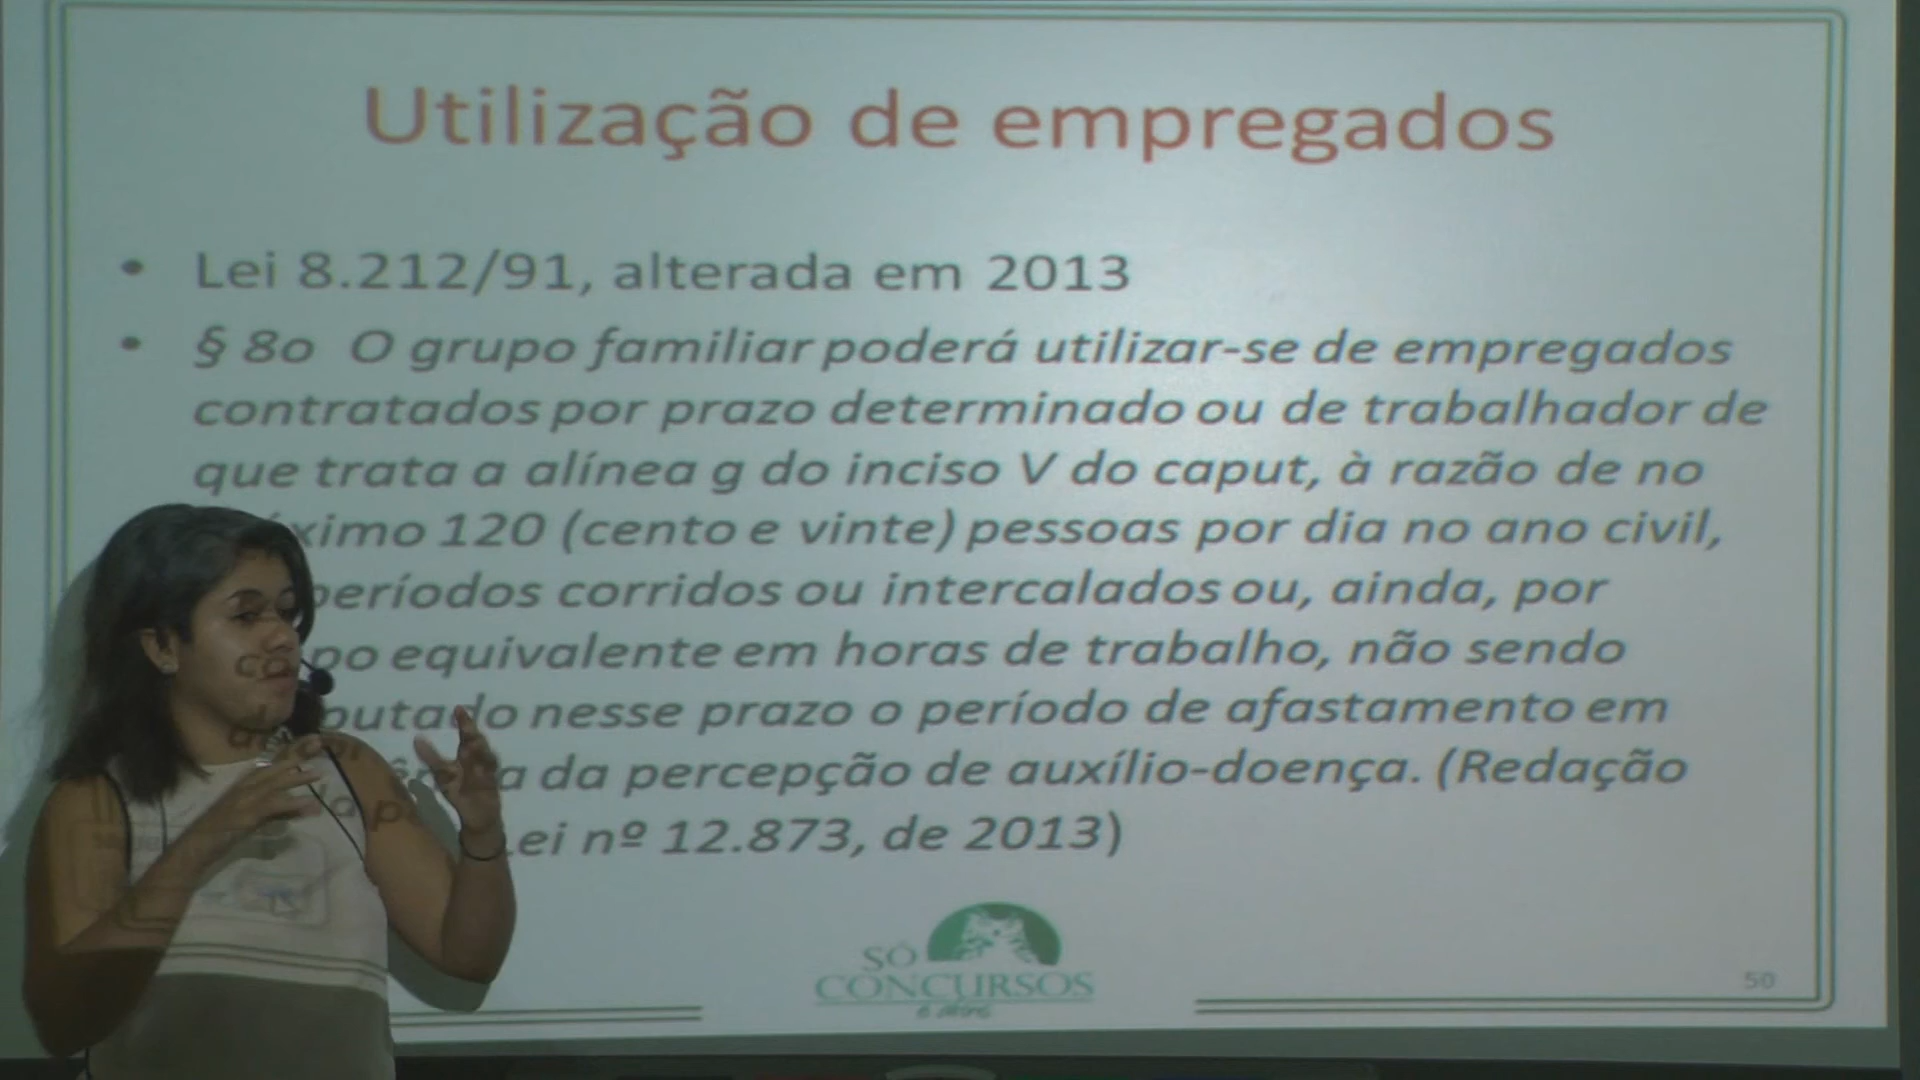 Utilização de empregados
• Lei 8.212/91, alterada em 2013
• § 8o O grupo familiar poderá utilizar-se de empregados
contratados por prazo determinado ou de trabalhador de
que trata a alínea g do inciso V do caput, à razão de no
120 (cento e vinte) pessoas por dia no ano civil,
períodos corridos ou intercalados ou, ainda, por
equivalente em horas de trabalho, não sendo
nesse prazo o período de afastamento em
da percepção de auxílio-doença. (Redação
Lei nº 12.873, de 2013)
SÓ
CONCURSOS
50